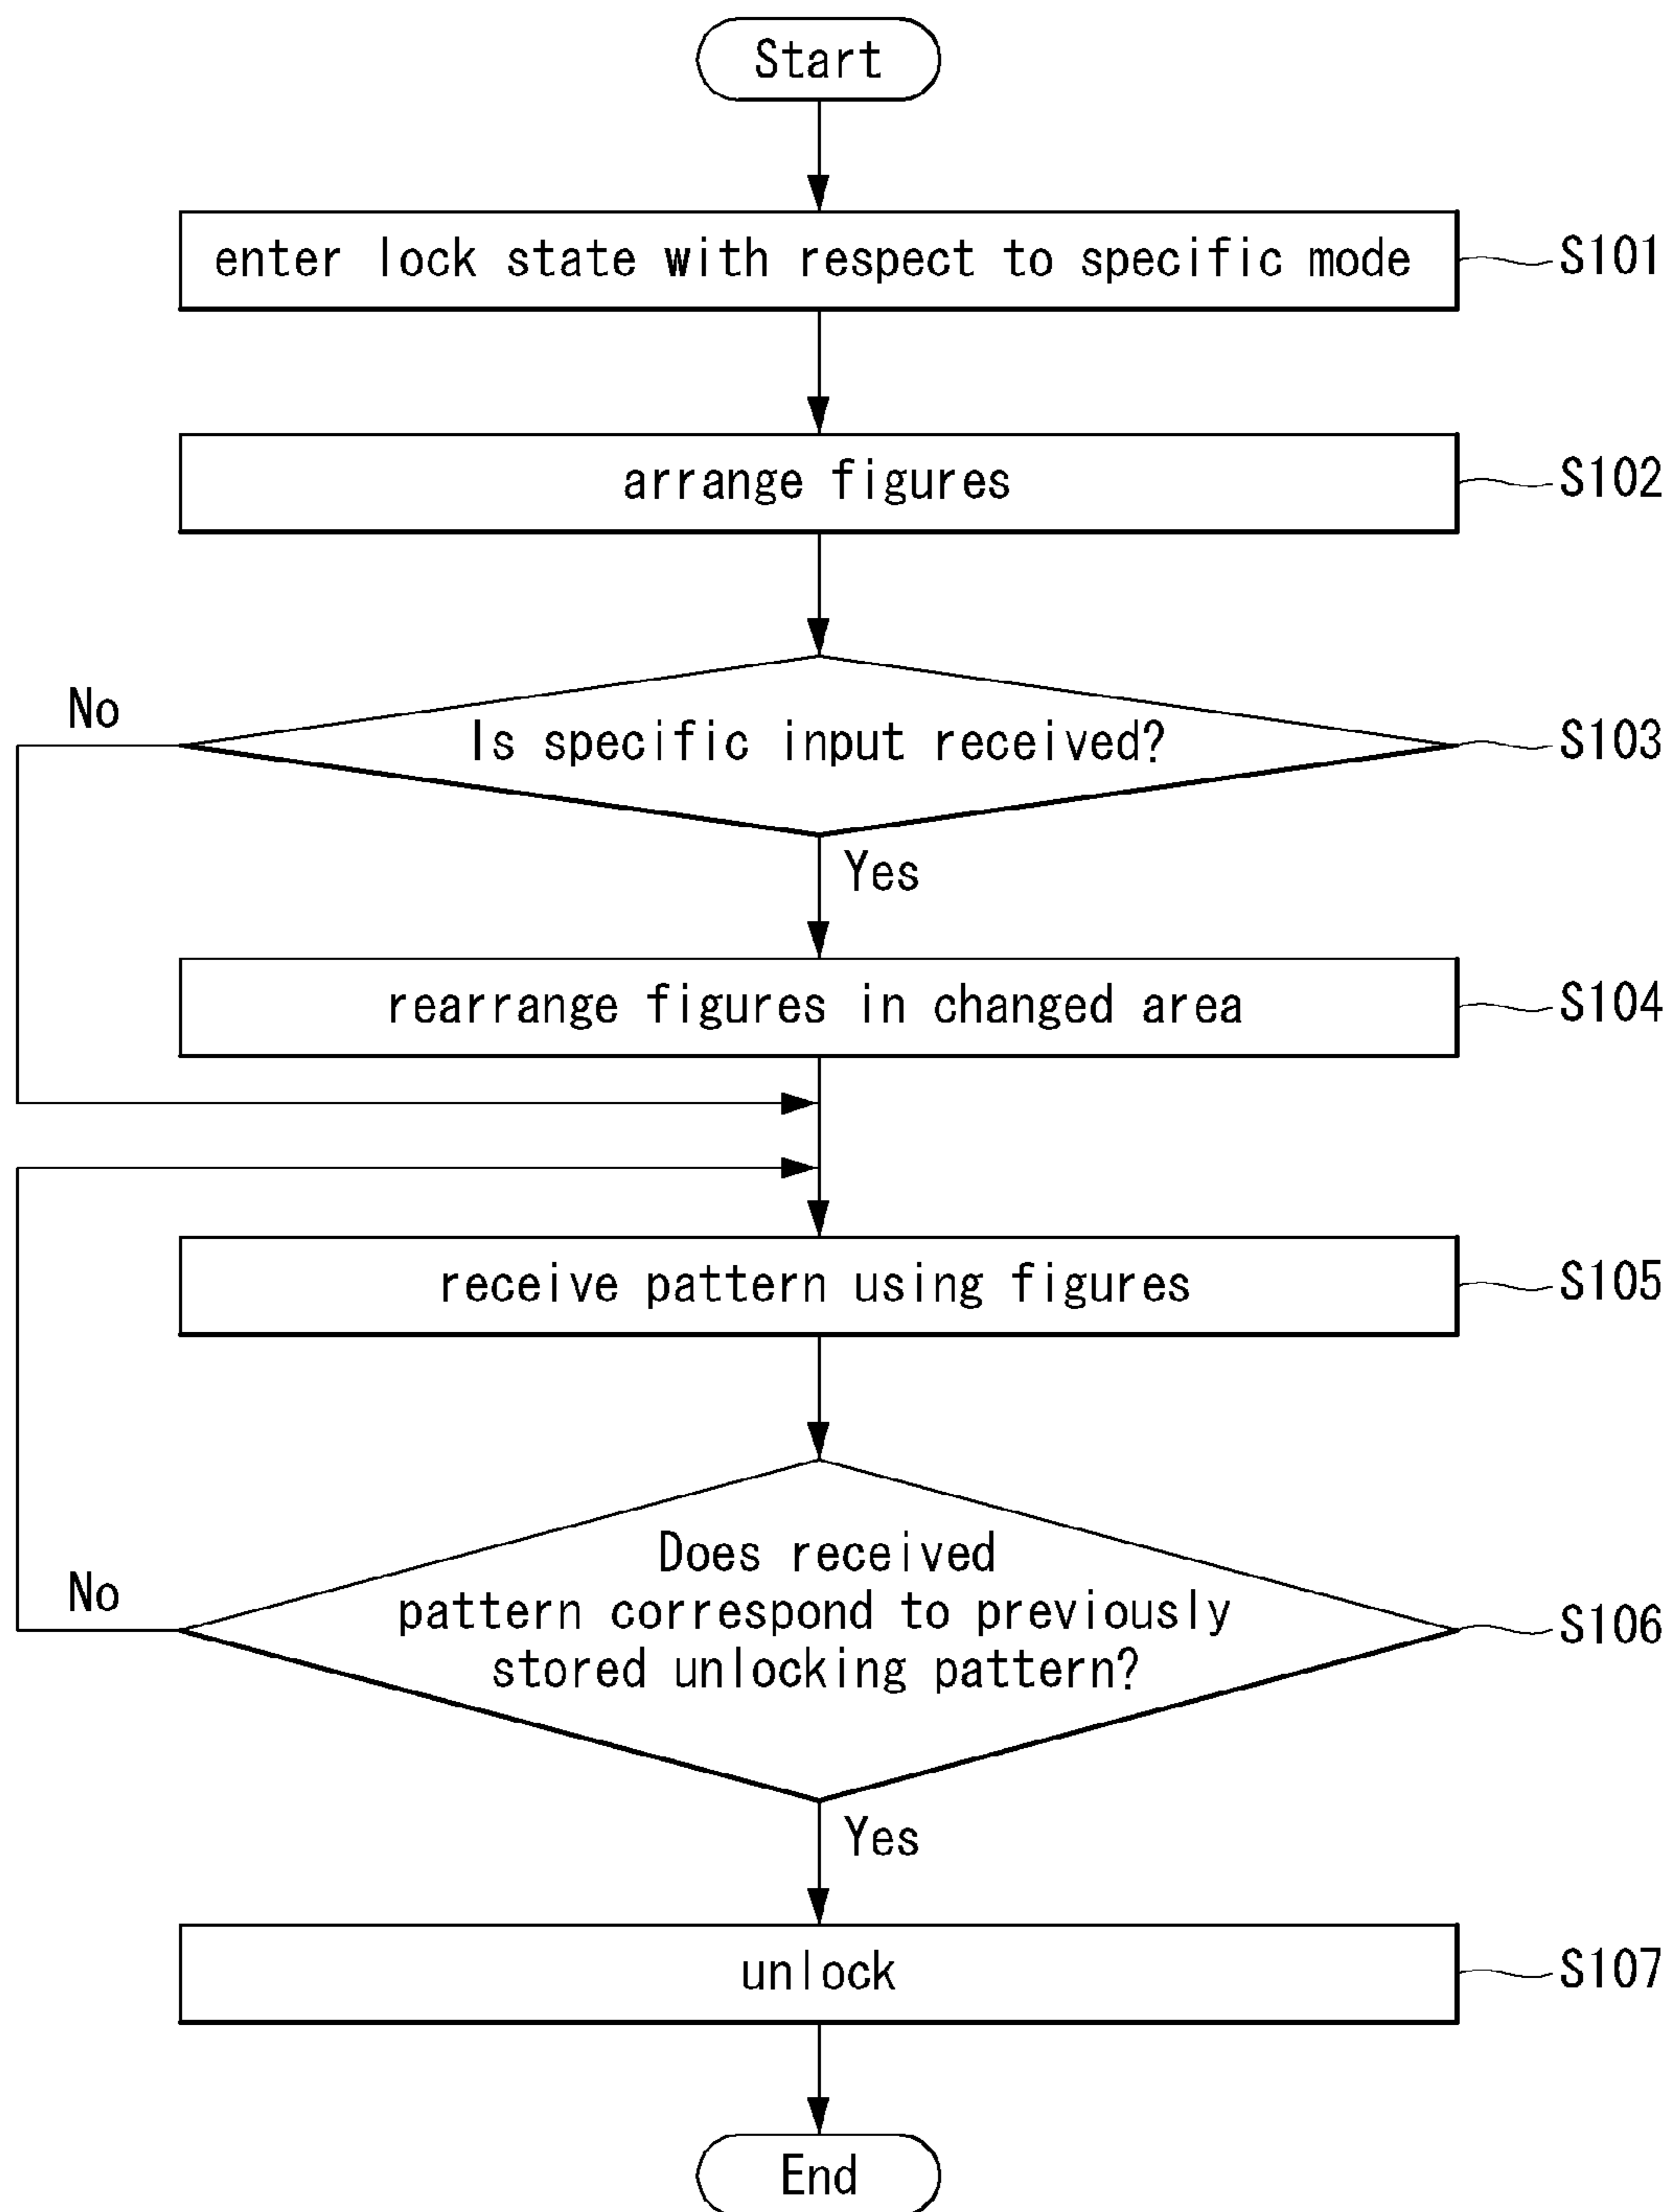 Start
enter lock state with respect to specific mode
S101
arrange figures
S102
No
Is specific input received?
S103
Yes
rearrange figures in changed area
S104
receive pattern using figures
S105
Does received
pattern correspond to previously
stored unlocking pattern?
No
S106
Yes
unlock
S107
End